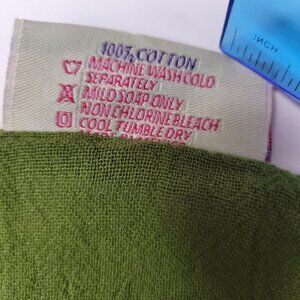 100% COTTON
MACHINE WASH COLD
SEPARATELY
MILD SOAP ONLY
NON CHLORINE BLEACH
COOL TUMBLE DRY
INCH